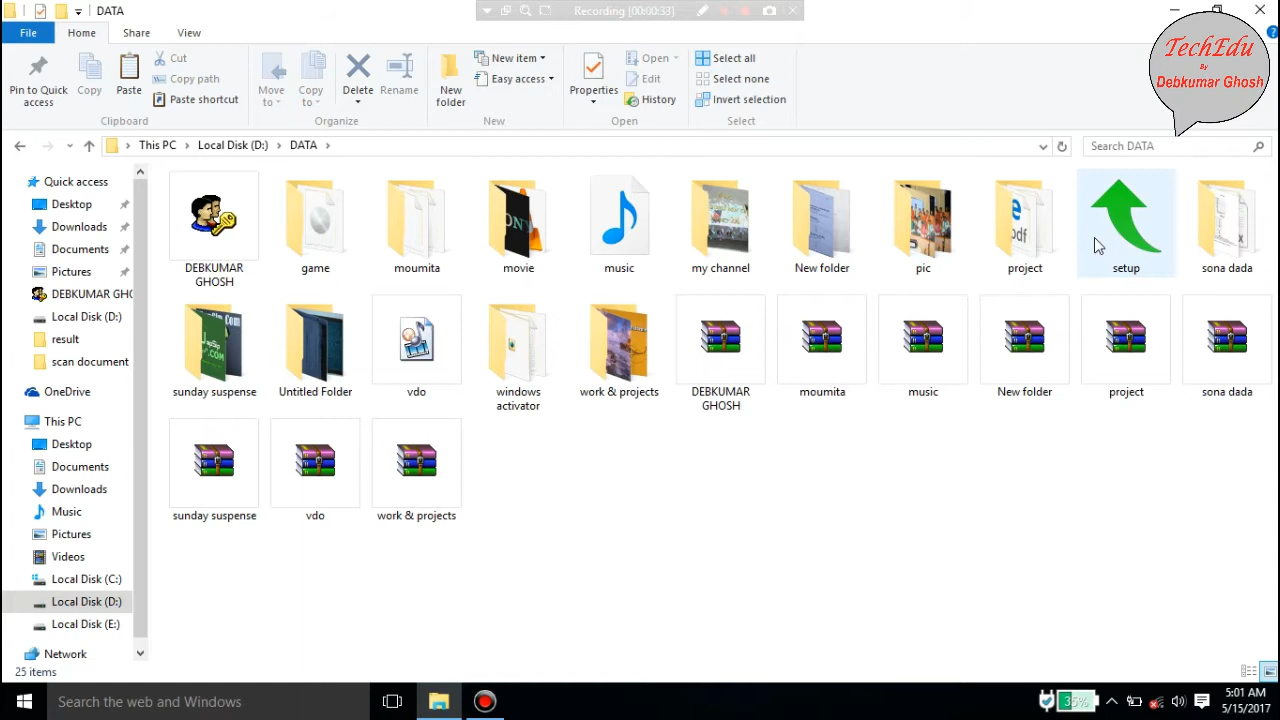 DATA
Recording [00:00:33]
File Home Share View
TechEdu
By
Debkumar Ghosh
Pin to Quick access
Copy
Paste
Cut
Copy path
Paste shortcut
Clipboard
Move to
Copy to
Delete
Rename
Organize
New folder
New item
Easy access
New
Properties
Open
Edit
History
Open
Select all
Select none
Invert selection
Select
This PC Local Disk (D:) DATA
Search DATA
Quick access
Desktop
Downloads
Documents
Pictures
DEBKUMAR GH
Local Disk (D:)
result
scan document
OneDrive
This PC
Desktop
Documents
Downloads
Music
Pictures
Videos
Local Disk (C:)
Local Disk (D:)
Local Disk (E:)
Network
DEBKUMAR GHOSH
game
moumita
movie
SONY
music
my channel
New folder
pic
project
setup
sona dada
sunday suspense
Untitled Folder
vdo
windows activator
work & projects
DEBKUMAR GHOSH
moumita
music
New folder
project
sona dada
sunday suspense
vdo
work & projects
25 items
Search the web and Windows
35%
5:01 AM
5/15/2017